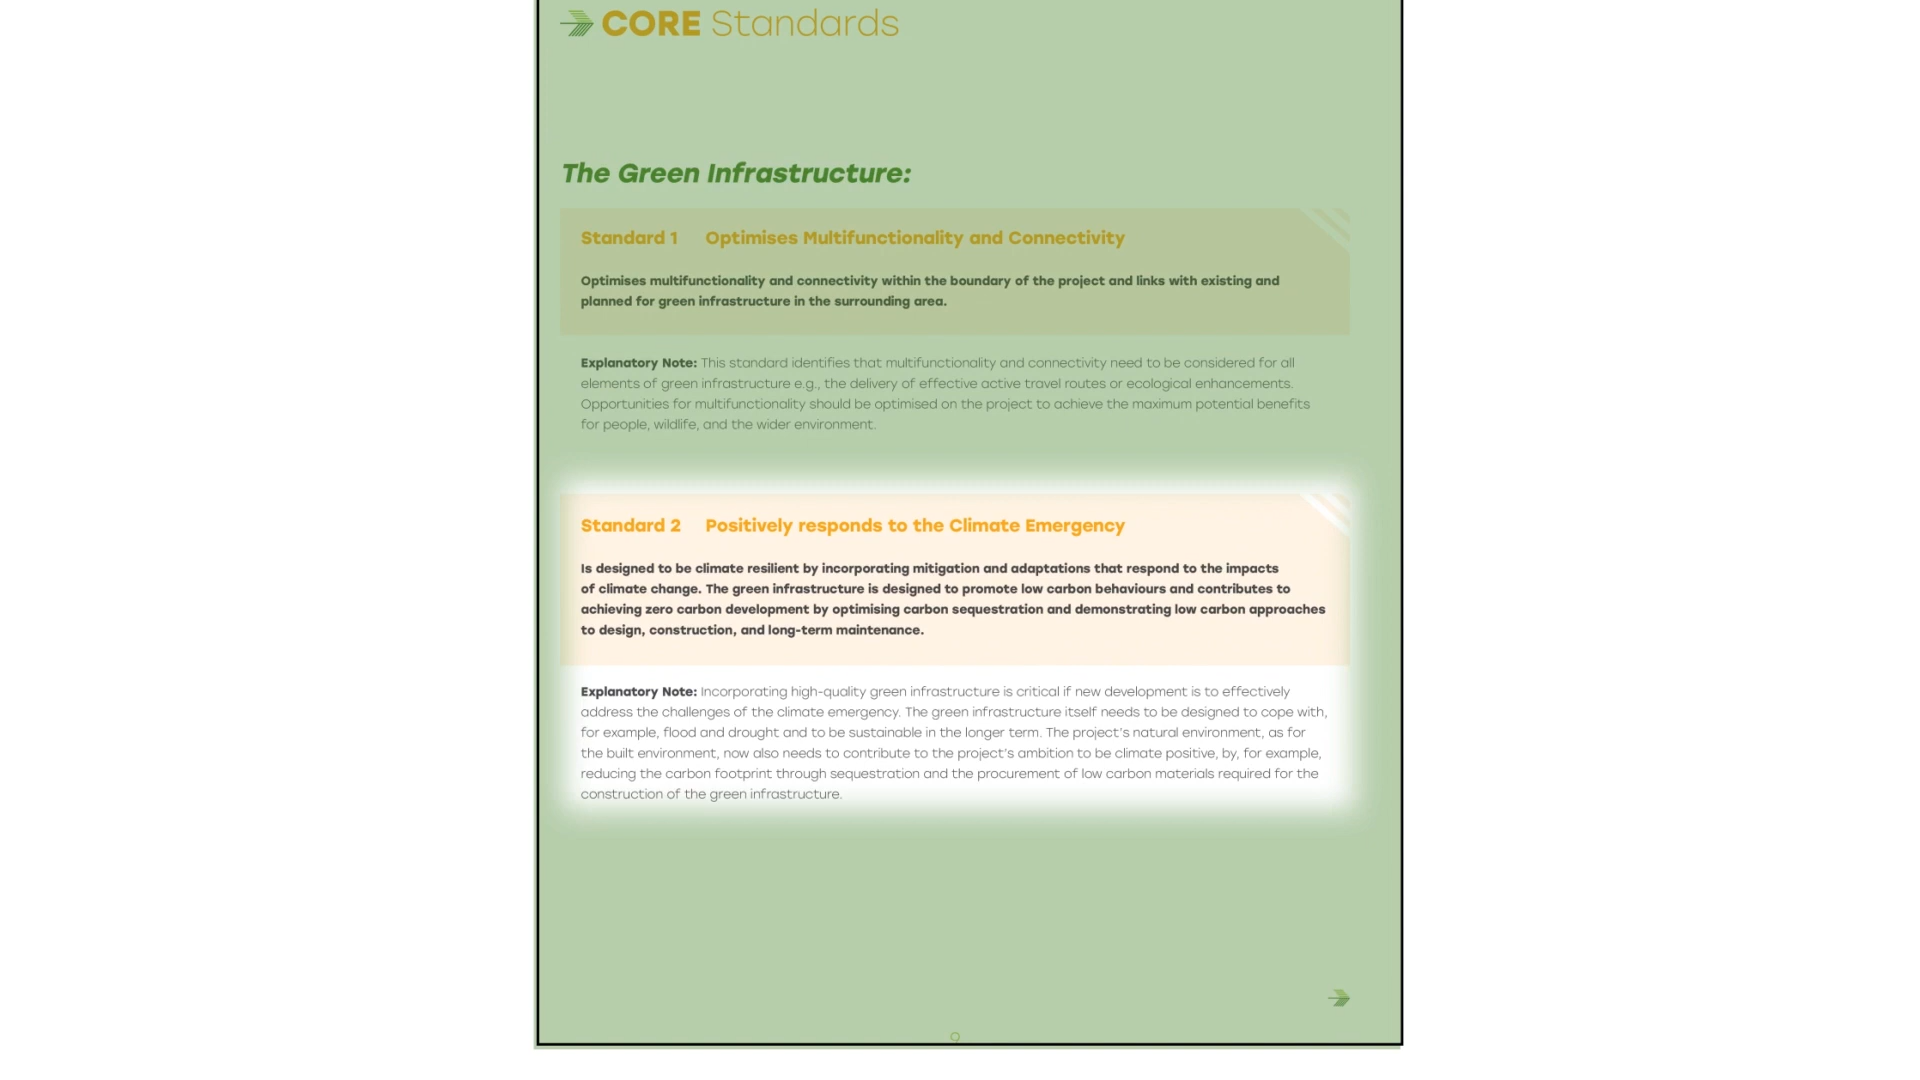 CORE Standards
The Green Infrastructure:
Standard 1 Optimises Multifunctionality and Connectivity
Optimises multifunctionality and connectivity within the boundary of the project and links with existing and
planned for green infrastructure in the surrounding area.
Explanatory Note: This standard identifies that multifunctionality and connectivity need to be considered for all
elements of green infrastructure e.g., the delivery of effective active travel routes or ecological enhancements.
Opportunities for multifunctionality should be optimised on the project to achieve the maximum potential benefits
for people, wildlife, and the wider environment.
Standard 2 Positively responds to the Climate Emergency
Is designed to be climate resilient by incorporating mitigation and adaptations that respond to the impacts
of climate change. The green infrastructure is designed to promote low carbon behaviours and contributes to
achieving zero carbon development by optimising carbon sequestration and demonstrating low carbon approaches
to design, construction, and long-term maintenance.
Explanatory Note: Incorporating high-quality green infrastructure is critical if new development is to effectively
address the challenges of the climate emergency. The green infrastructure itself needs to be designed to cope with,
for example, flood and drought and to be sustainable in the longer term. The project's natural environment, as for
the built environment, now also needs to contribute to the project's ambition to be climate positive, by, for example,
reducing the carbon footprint through sequestration and the procurement of low carbon materials required for the
construction of the green infrastructure.
9